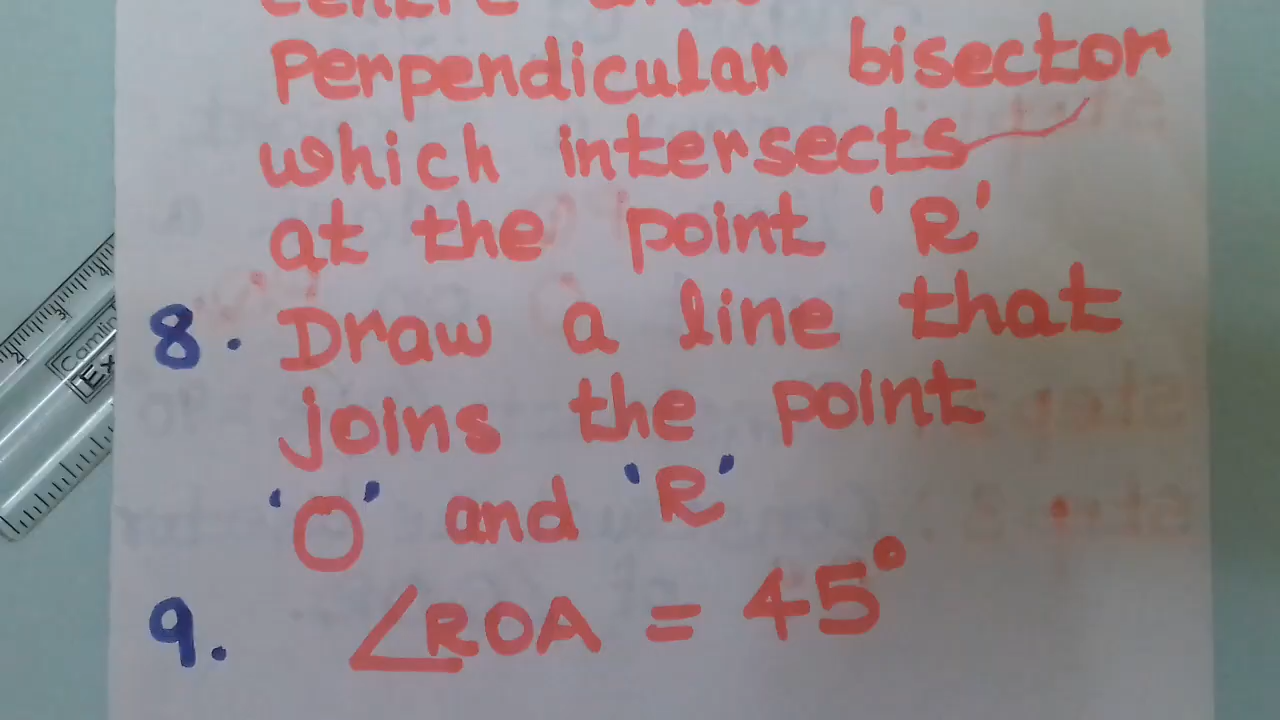 Perpendicular bisector
which intersects
at the point 'R'
8. Draw a line that
joins the point
'O' and 'R'
9. ∠ROA = 45°